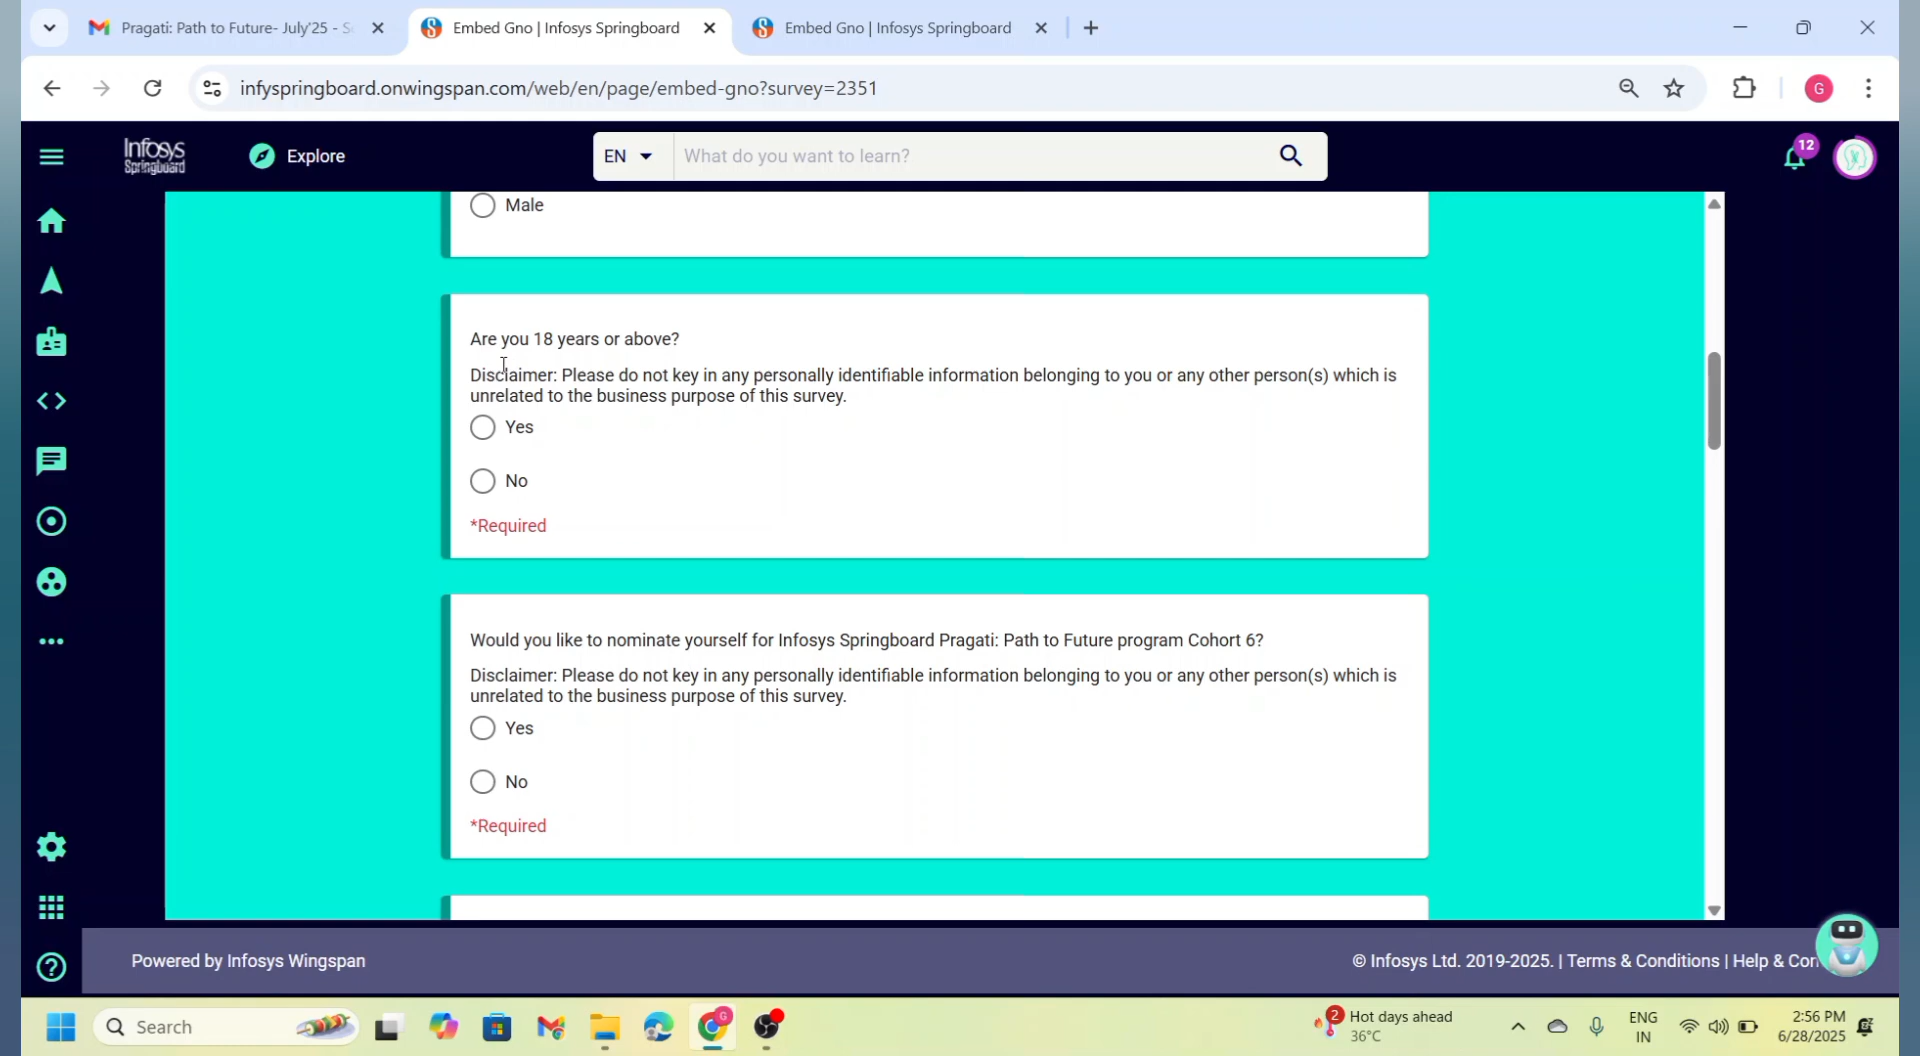 Pragati: Path to Future- July'25 - S
Embed Gno | Infosys Springboard
Embed Gno | Infosys Springboard
infyspringboard.onwingspan.com/web/en/page/embed-gno?survey=2351
G
Infosys
Springboard
Explore
EN
What do you want to learn?
12
Male
Are you 18 years or above?
Disclaimer: Please do not key in any personally identifiable information belonging to you or any other person(s) which is
unrelated to the business purpose of this survey.
Yes
No
*Required
Would you like to nominate yourself for Infosys Springboard Pragati: Path to Future program Cohort 6?
Disclaimer: Please do not key in any personally identifiable information belonging to you or any other person(s) which is
unrelated to the business purpose of this survey.
Yes
No
*Required
Powered by Infosys Wingspan
© Infosys Ltd. 2019-2025. | Terms & Conditions | Help &
Search
G
2
Hot days ahead
36°C
ENG
IN
2:56 PM
6/28/2025